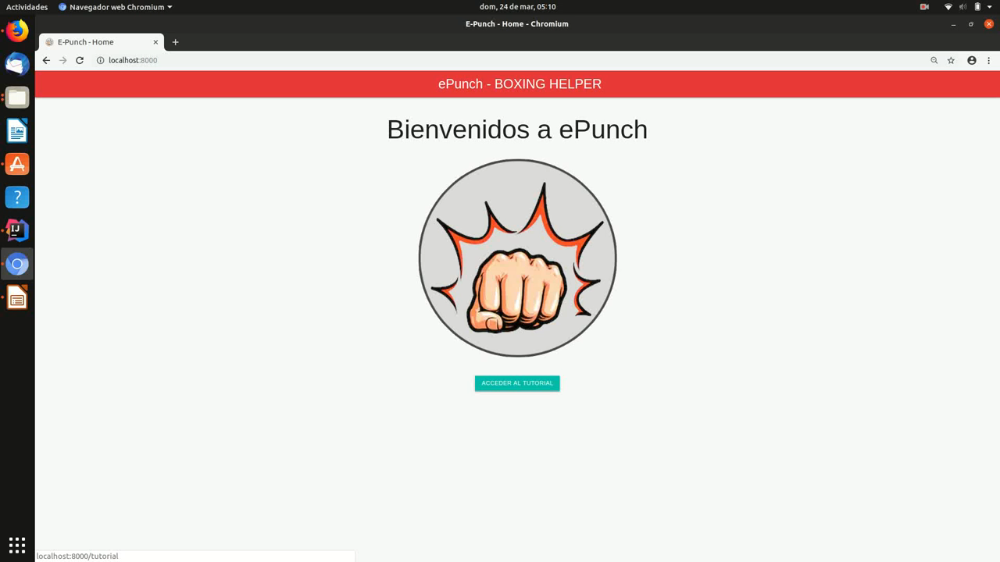 Actividades
Navegador web Chromium
dom, 24 de mar, 05:10
E-Punch - Home - Chromium
E-Punch - Home
localhost:8000
ePunch - BOXING HELPER
Bienvenidos a ePunch
ACCEDER AL TUTORIAL
IJ
?
localhost:8000/tutorial